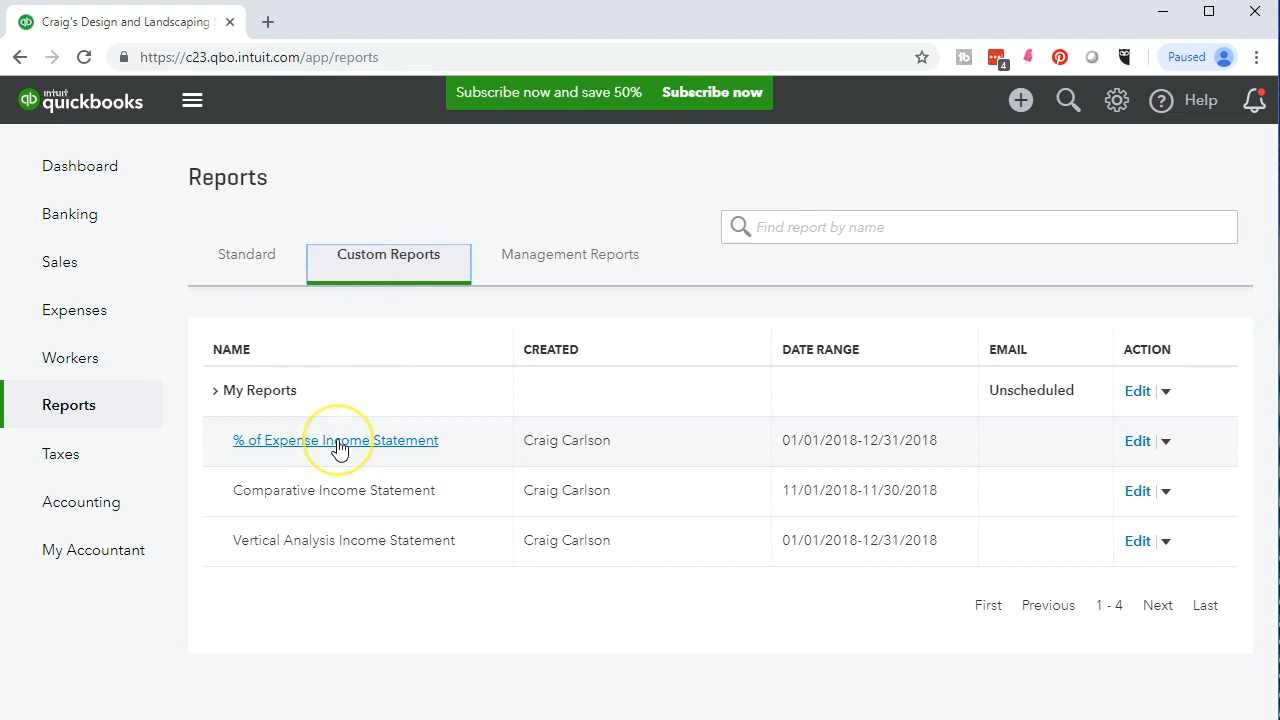 Craig's Design and Landscaping S
https://c23.qbo.intuit.com/app/reports
4
Paused
intuit
quickbooks
Subscribe now and save 50% Subscribe now
Help
Dashboard
Banking
Sales
Expenses
Workers
Reports
Taxes
Accounting
My Accountant
Reports
Find report by name
Standard Custom Reports Management Reports
NAME CREATED DATE RANGE EMAIL ACTION
My Reports Unscheduled Edit
% of Expense Income Statement Craig Carlson 01/01/2018-12/31/2018 Edit
Comparative Income Statement Craig Carlson 11/01/2018-11/30/2018 Edit
Vertical Analysis Income Statement Craig Carlson 01/01/2018-12/31/2018 Edit
First Previous 1 - 4 Next Last